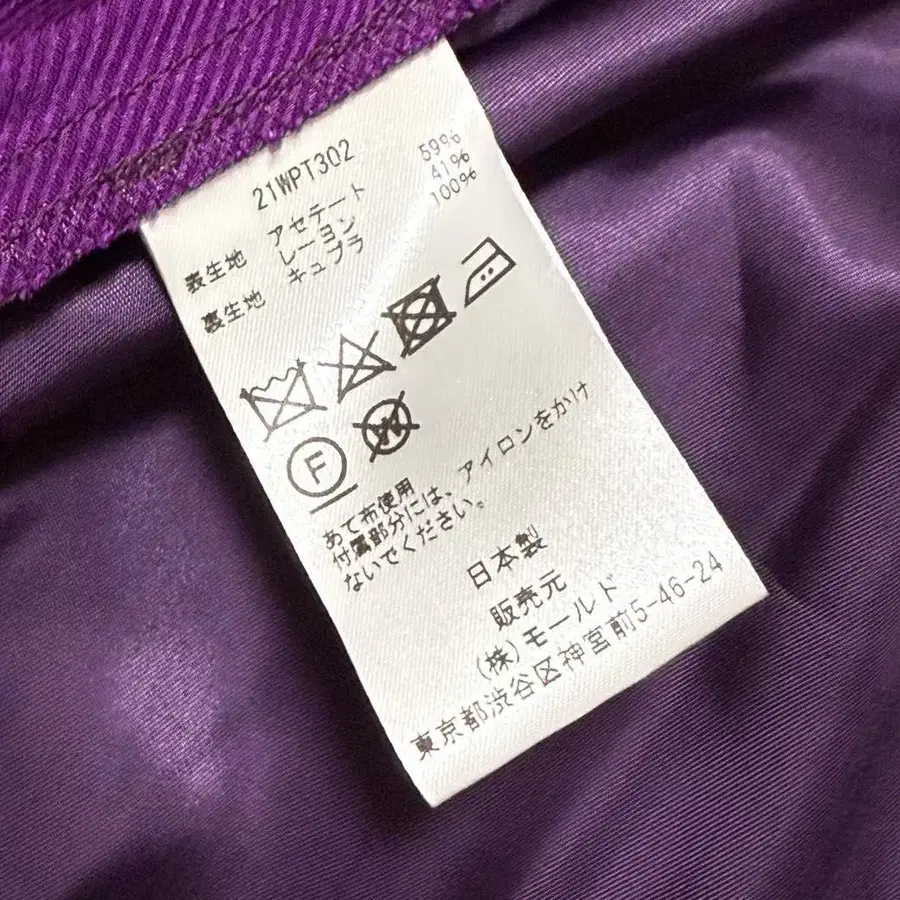 21WPT302
表生地 アセテート 59%
レーヨン 41%
裏生地 キュプラ 100%
F
W
あて布使用
付属部分には、アイロンをかけ
ないでください。
日本製
販売元
(株)モールド
東京都渋谷区神宮前5-46-24